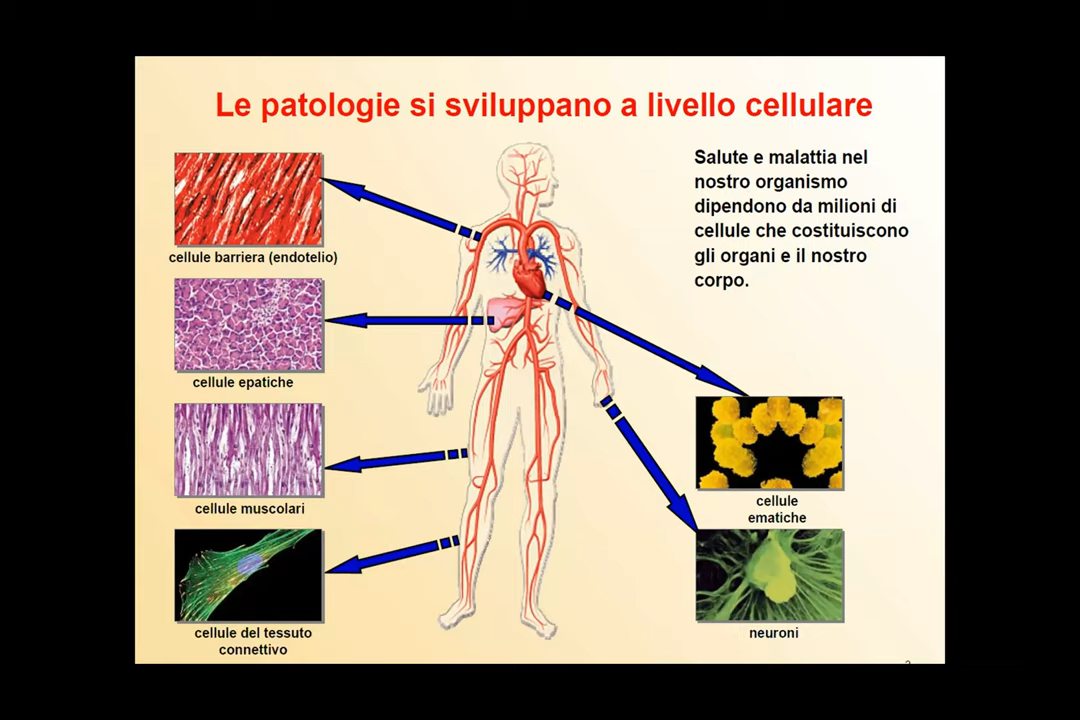 Le patologie si sviluppano a livello cellulare
Salute e malattia nel
nostro organismo
dipendono da milioni di
cellule che costituiscono
gli organi e il nostro
corpo.
cellule barriera (endotelio)
cellule epatiche
cellule muscolari
cellule del tessuto
connettivo
cellule
ematiche
neuroni